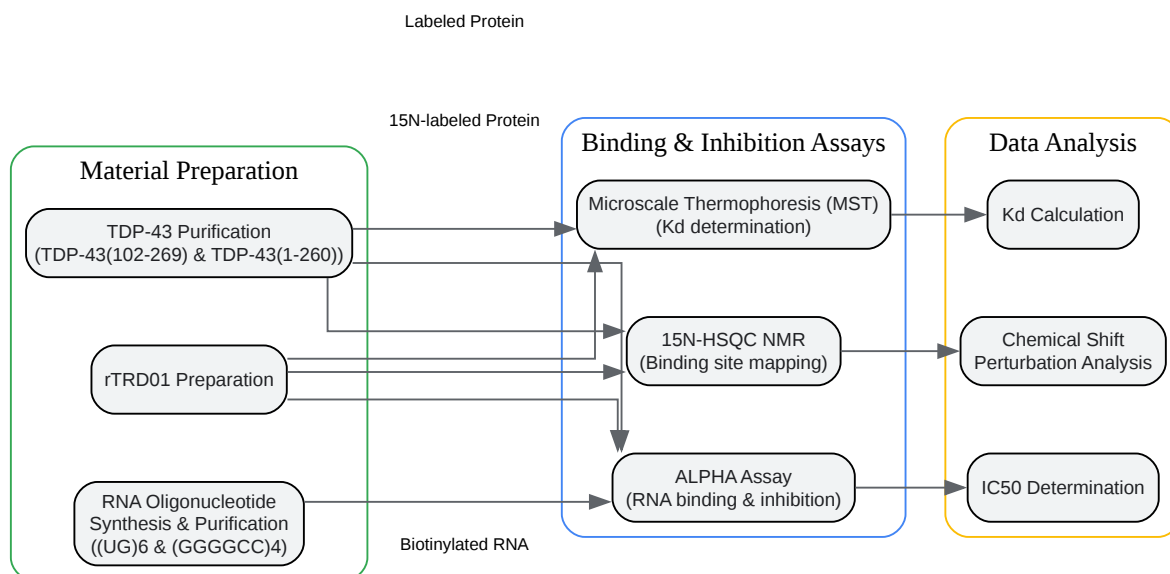 Labeled Protein
15N-labeled Protein
Material Preparation
TDP-43 Purification
(TDP-43(102-269) & TDP-43(1-260))
rTRD01 Preparation
RNA Oligonucleotide
Synthesis & Purification
((UG)6 & (GGGGCC)4)
Biotinylated RNA
Binding & Inhibition Assays
Microscale Thermophoresis (MST)
(Kd determination)
15N-HSQC NMR
(Binding site mapping)
ALPHA Assay
(RNA binding & inhibition)
Data Analysis
Kd Calculation
Chemical Shift
Perturbation Analysis
IC50 Determination